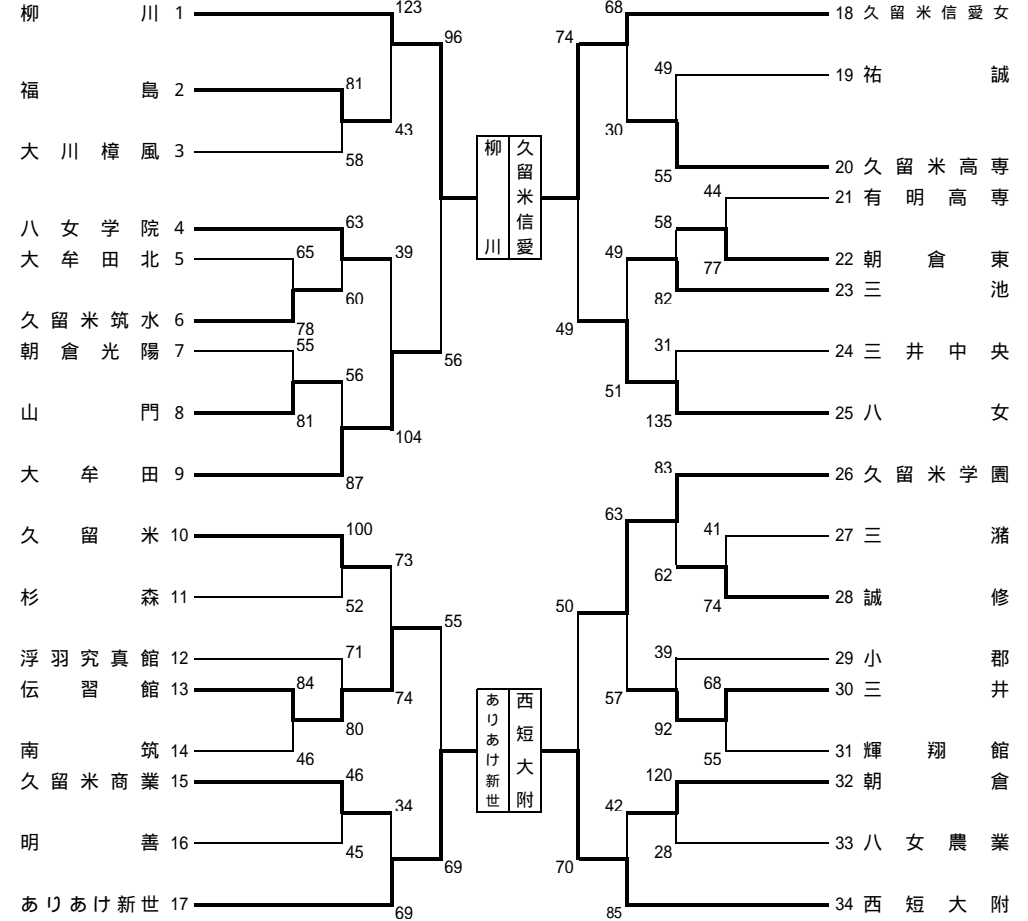 柳川 1
福島 2
大川樟風 3
八女学院 4
大牟田北 5
久留米筑水 6
朝倉光陽 7
山門 8
大牟田 9
久留米 10
杉森 11
浮羽究真館 12
伝習館 13
南筑 14
久留米商業 15
明善 16
ありあけ新世 17
123
96
81
43
58
63
65
39
60
78
55
56
56
81
104
87
100
73
52
55
71
84
74
80
46
46
34
45
69
69
柳川
久留米信愛
ありあけ新世
西短大附
68
74
49
30
55
44
58
49
77
82
49
31
51
135
83
63
41
62
74
50
39
68
57
92
55
120
42
28
70
85
18 久留米信愛女
19 祐誠
20 久留米高専
21 有明高専
22 朝倉東
23 三池
24 三井中央
25 八女
26 久留米学園
27 三潴
28 誠修
29 小郡
30 三井
31 輝翔館
32 朝倉
33 八女農業
34 西短大附